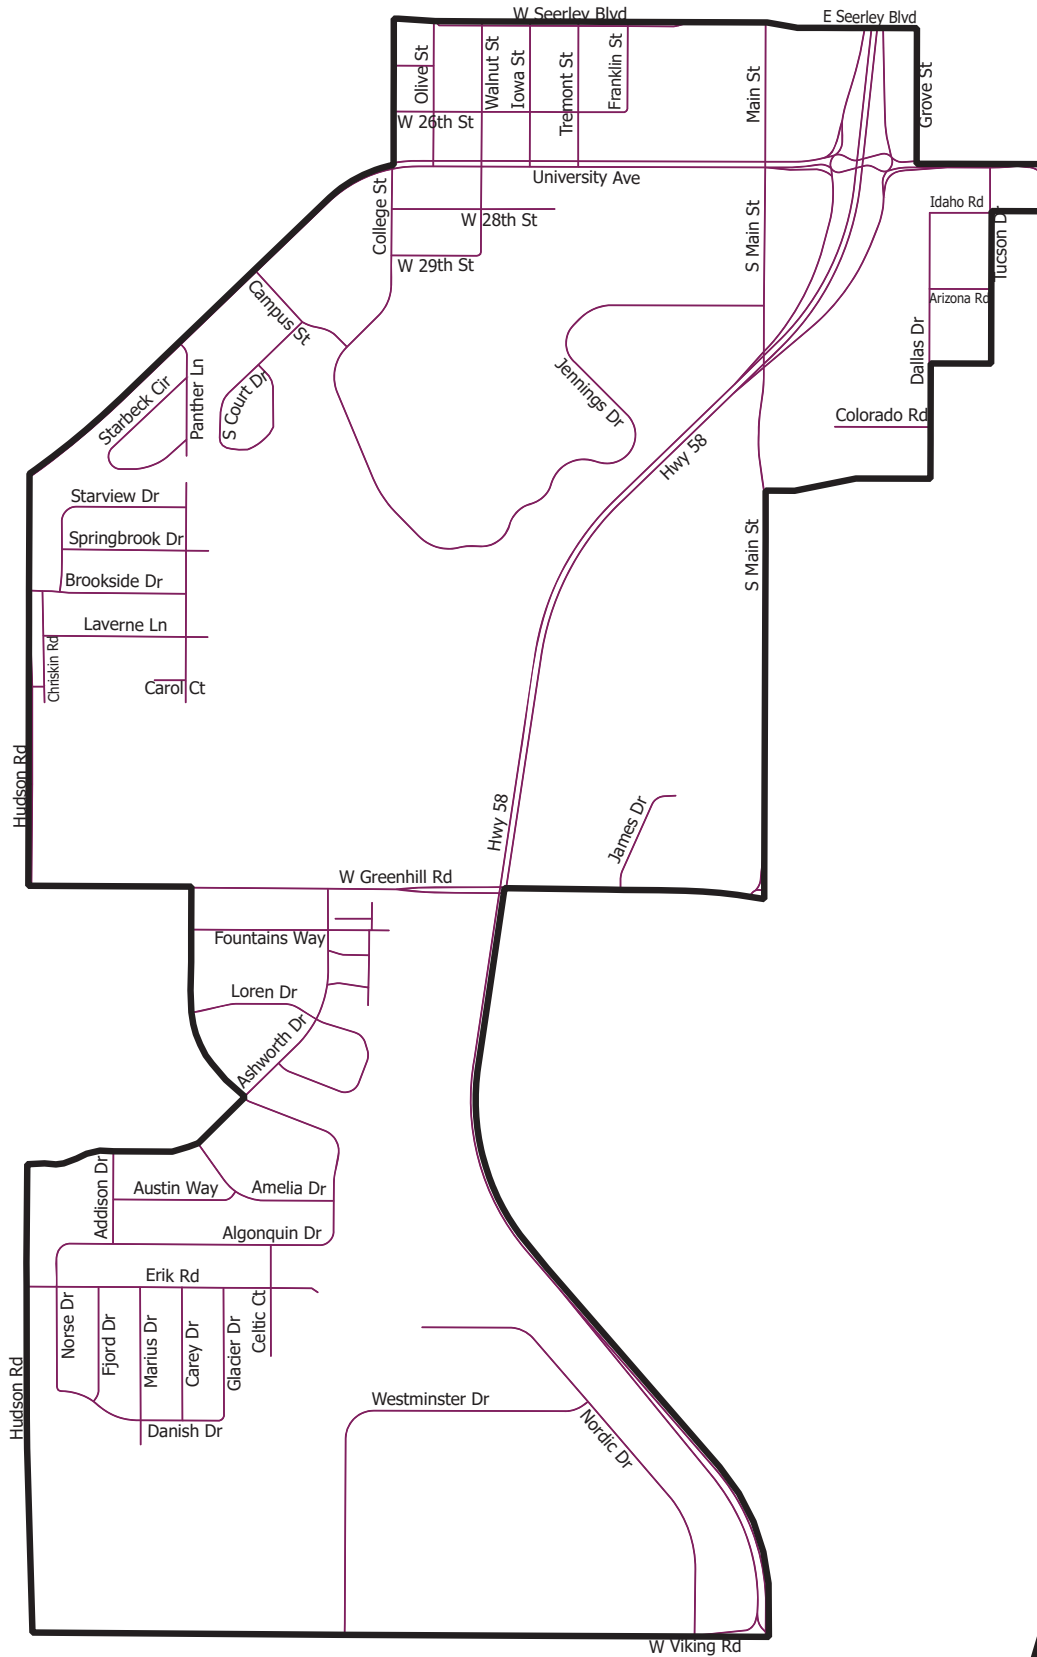 W Seerley Blvd
E Seerley Blvd
Olive St
Walnut St
Iowa St
Tremont St
Franklin St
Main St
Grove St
W 26th St
University Ave
College St
W 28th St
W 29th St
S Main St
Idaho Rd
Tucson Dr
Arizona Rd
Dallas Dr
Colorado Rd
Campus St
Panther Ln
Starbeck Cir
S Court Dr
Jennings Dr
Hwy 58
Starview Dr
Springbrook Dr
Brookside Dr
Laverne Ln
Chriskin Rd
Carol Ct
S Main St
Hudson Rd
Hwy 58
James Dr
W Greenhill Rd
Fountains Way
Loren Dr
Ashworth Dr
Addison Dr
Austin Way
Amelia Dr
Algonquin Dr
Erik Rd
Norse Dr
Fjord Dr
Marius Dr
Carey Dr
Glacier Dr
Celtic Ct
Hudson Rd
Danish Dr
Westminster Dr
Nordic Dr
W Viking Rd